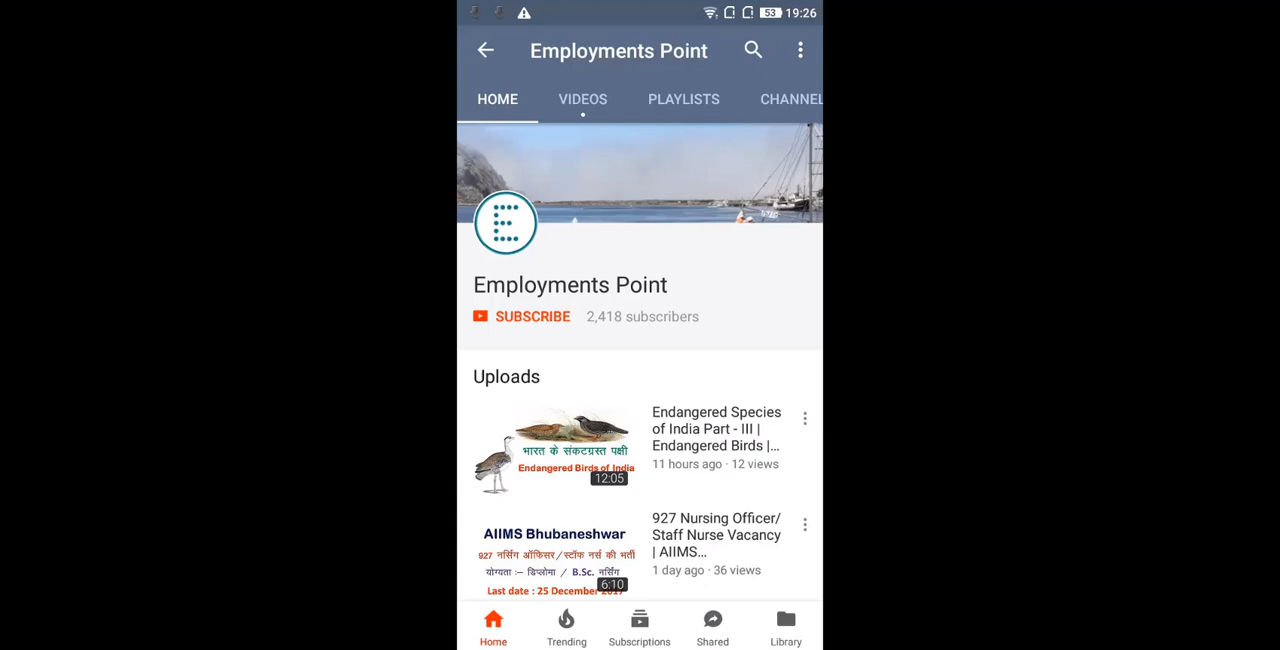 53 19:26
Employments Point
HOME VIDEOS PLAYLISTS CHANNEL
E
Employments Point
SUBSCRIBE 2,418 subscribers
Uploads
Endangered Species
of India Part - III |
Endangered Birds |...
11 hours ago · 12 views
भारत के संकटग्रस्त पक्षी
Endangered Birds of India
12:05
927 Nursing Officer/
Staff Nurse Vacancy
| AIIMS...
1 day ago · 36 views
AIIMS Bhubaneshwar
927 नर्सिंग ऑफिसर/स्टॉफ नर्स की भर्ती
योग्यता :– डिप्लोमा / B.Sc. नर्सिंग
6:10
Last date : 25 December 2017
Home Trending Subscriptions Shared Library